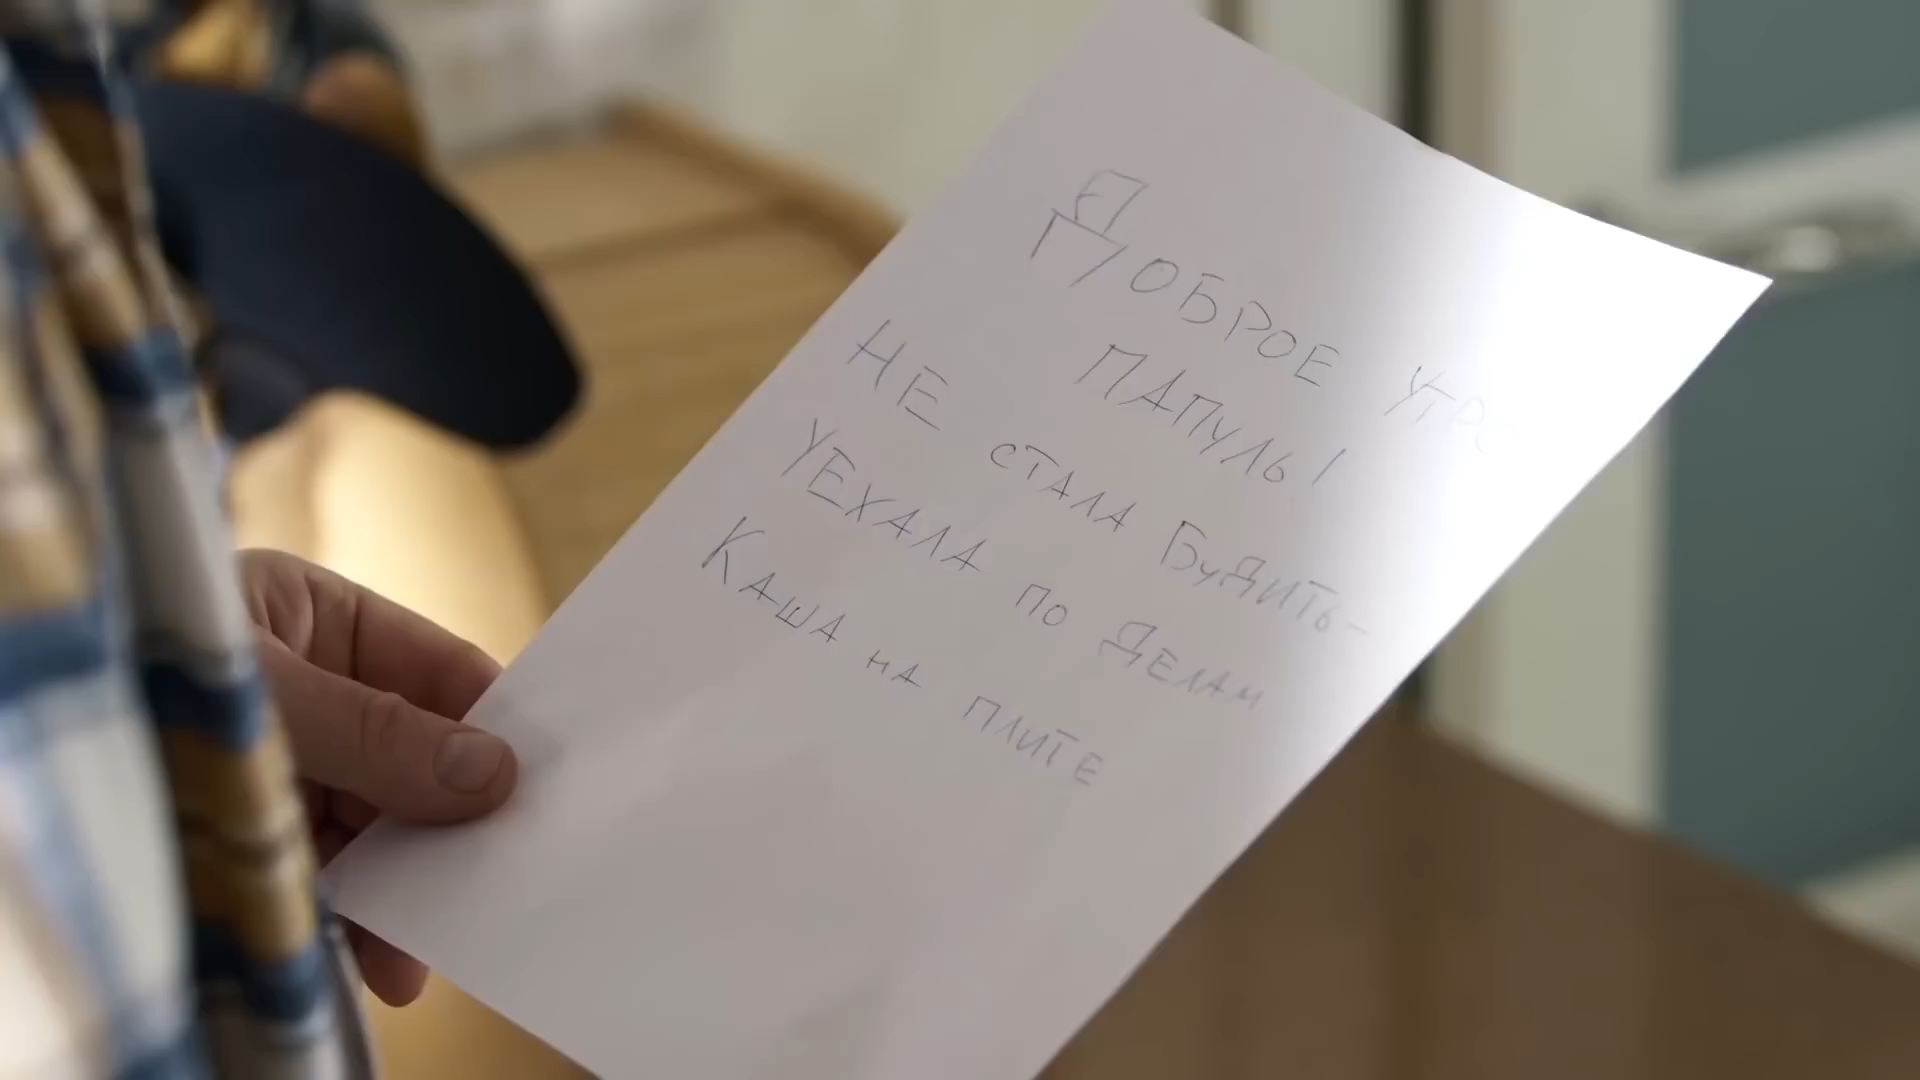 ДОБРОЕ УТРО
ПАПУЛЬ!
НЕ СТАЛА БУДИТЬ-
УЕХАЛА ПО ДЕЛАМ
КАША НА ПЛИТЕ